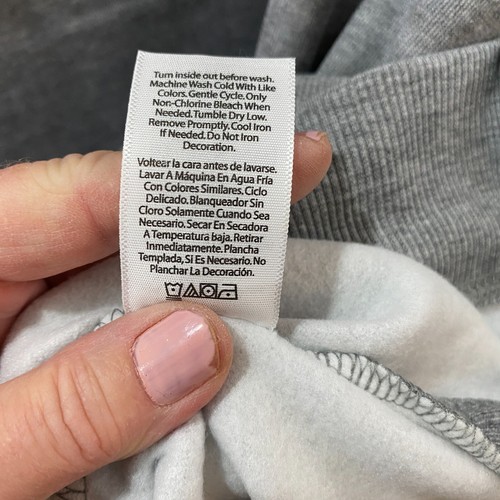 Turn inside out before wash.
Machine Wash Cold With Like
Colors. Gentle Cycle. Only
Non-Chlorine Bleach When
Needed. Tumble Dry Low.
Remove Promptly. Cool Iron
If Needed. Do Not Iron
Decoration.
Voltear la cara antes de lavarse.
Lavar A Máquina En Agua Fría
Con Colores Similares. Ciclo
Delicado. Blanqueador Sin
Cloro Solamente Cuando Sea
Necesario. Secar En Secadora
A Temperatura baja. Retirar
Inmediatamente. Plancha
Templada, Si Es Necesario. No
Planchar La Decoración.